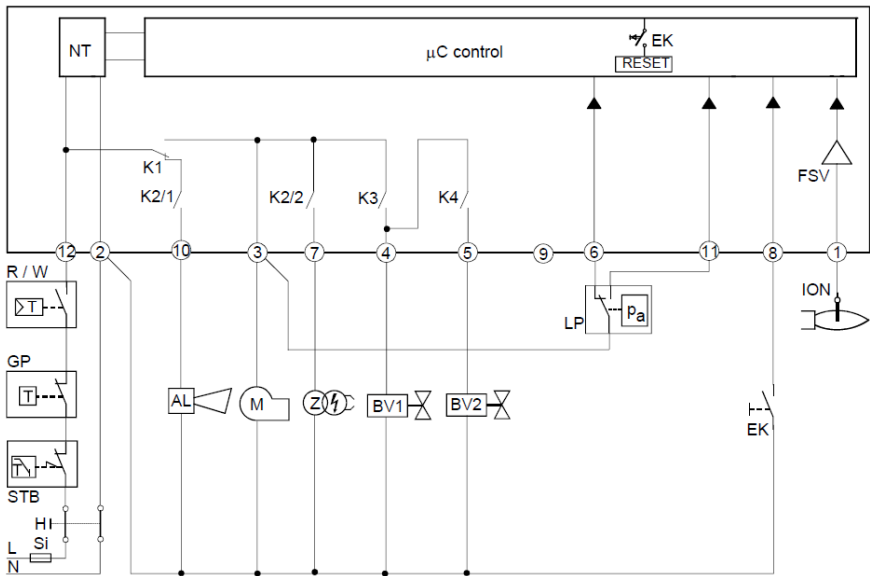 NT
µC control
EK
RESET
K1
FSV
K2/1
K2/2
K3
K4
12
2
10
3
7
4
5
9
6
11
8
1
R / W
T
LP
pa
ION
GP
T
AL
M
Z
BV1
BV2
EK
T
STB
H
L
Si
N